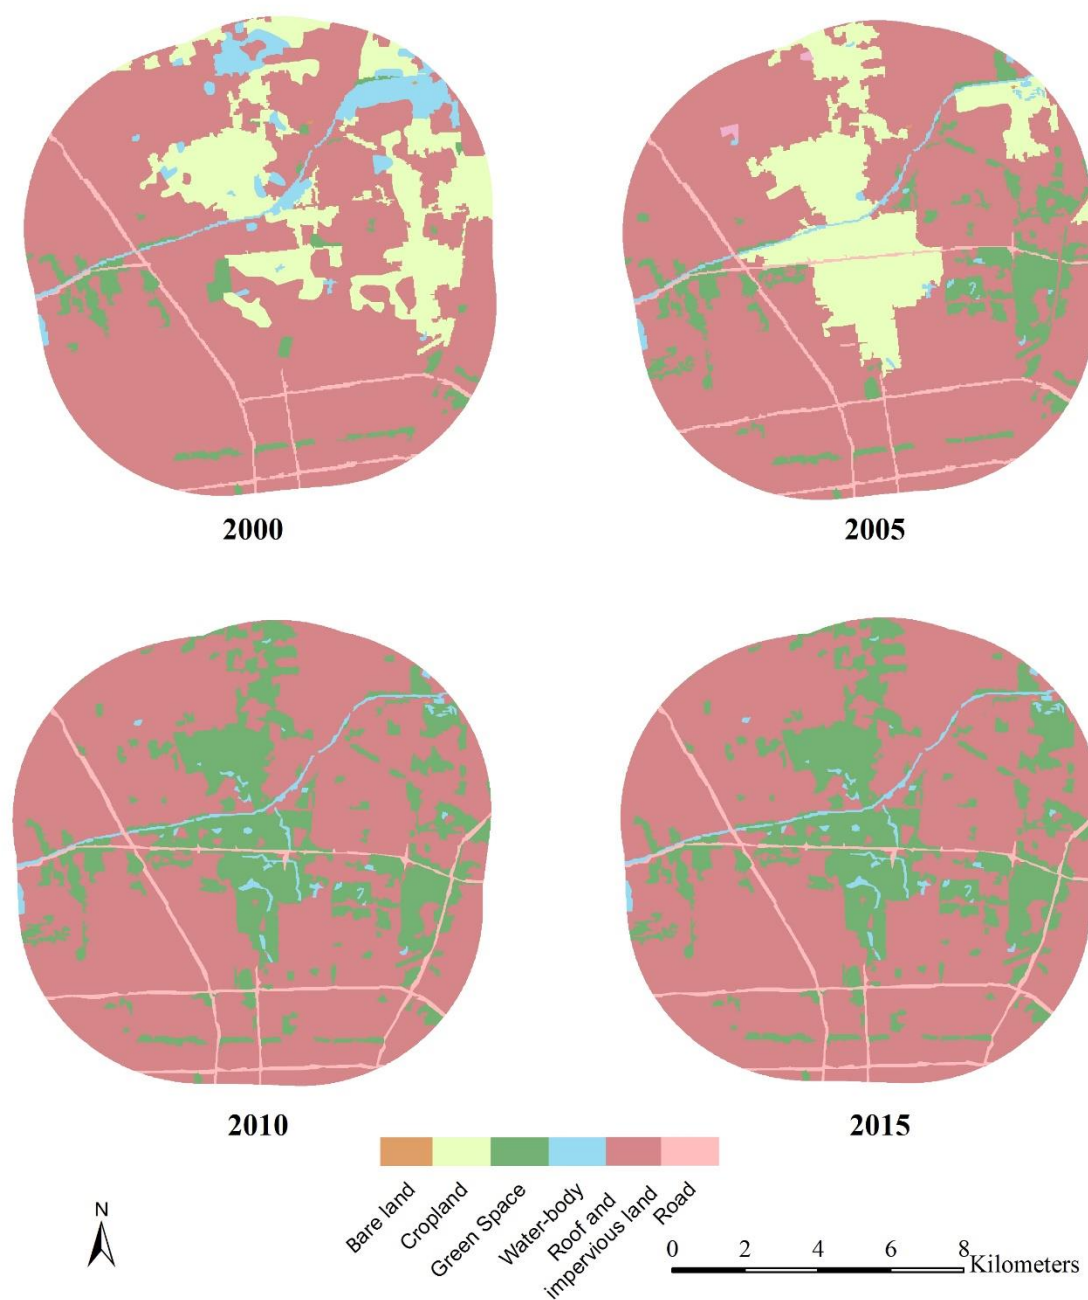 2000
2005
2010
2015
Bare land
Cropland
Green Space
Water-body
Roof and
impervious land
Road
N
0 2 4 6 8
Kilometers